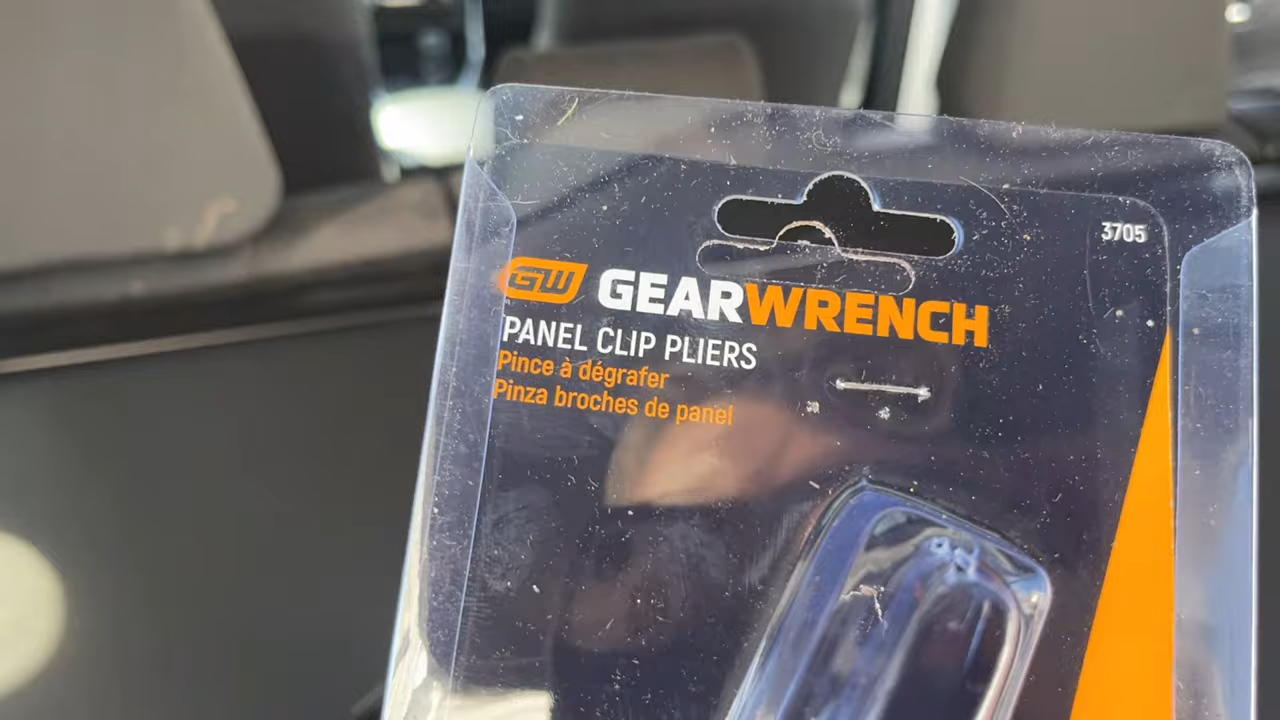 3705
GW GEARWRENCH
PANEL CLIP PLIERS
Pince à dégrafer
Pinza broches de panel